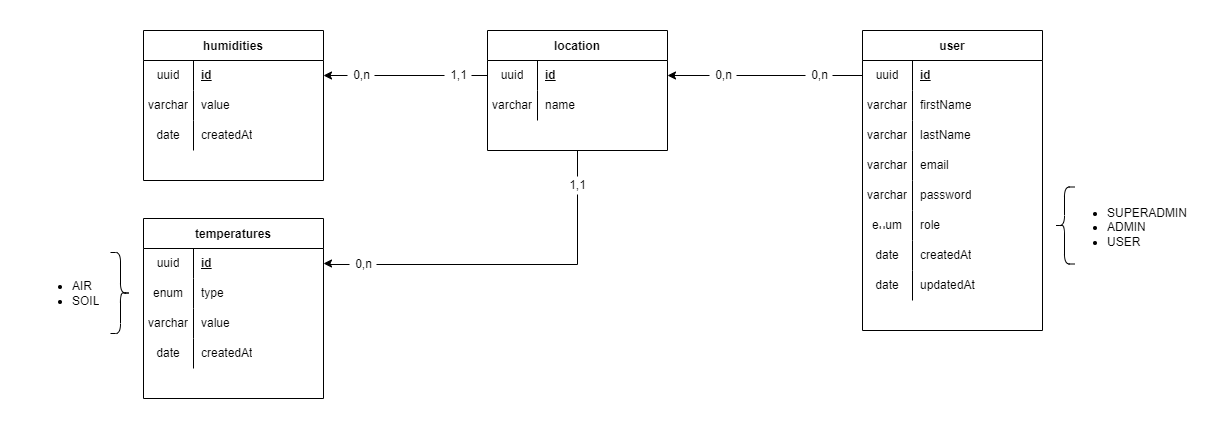 humidities
uuid id
varchar value
date createdAt
0,n
1,1
location
uuid id
varchar name
0,n
0,n
1,1
user
uuid id
varchar firstName
varchar lastName
varchar email
varchar password
role
date createdAt
date updatedAt
SUPERADMIN
ADMIN
USER
temperatures
uuid id
enum type
varchar value
date createdAt
0,n
AIR
SOIL